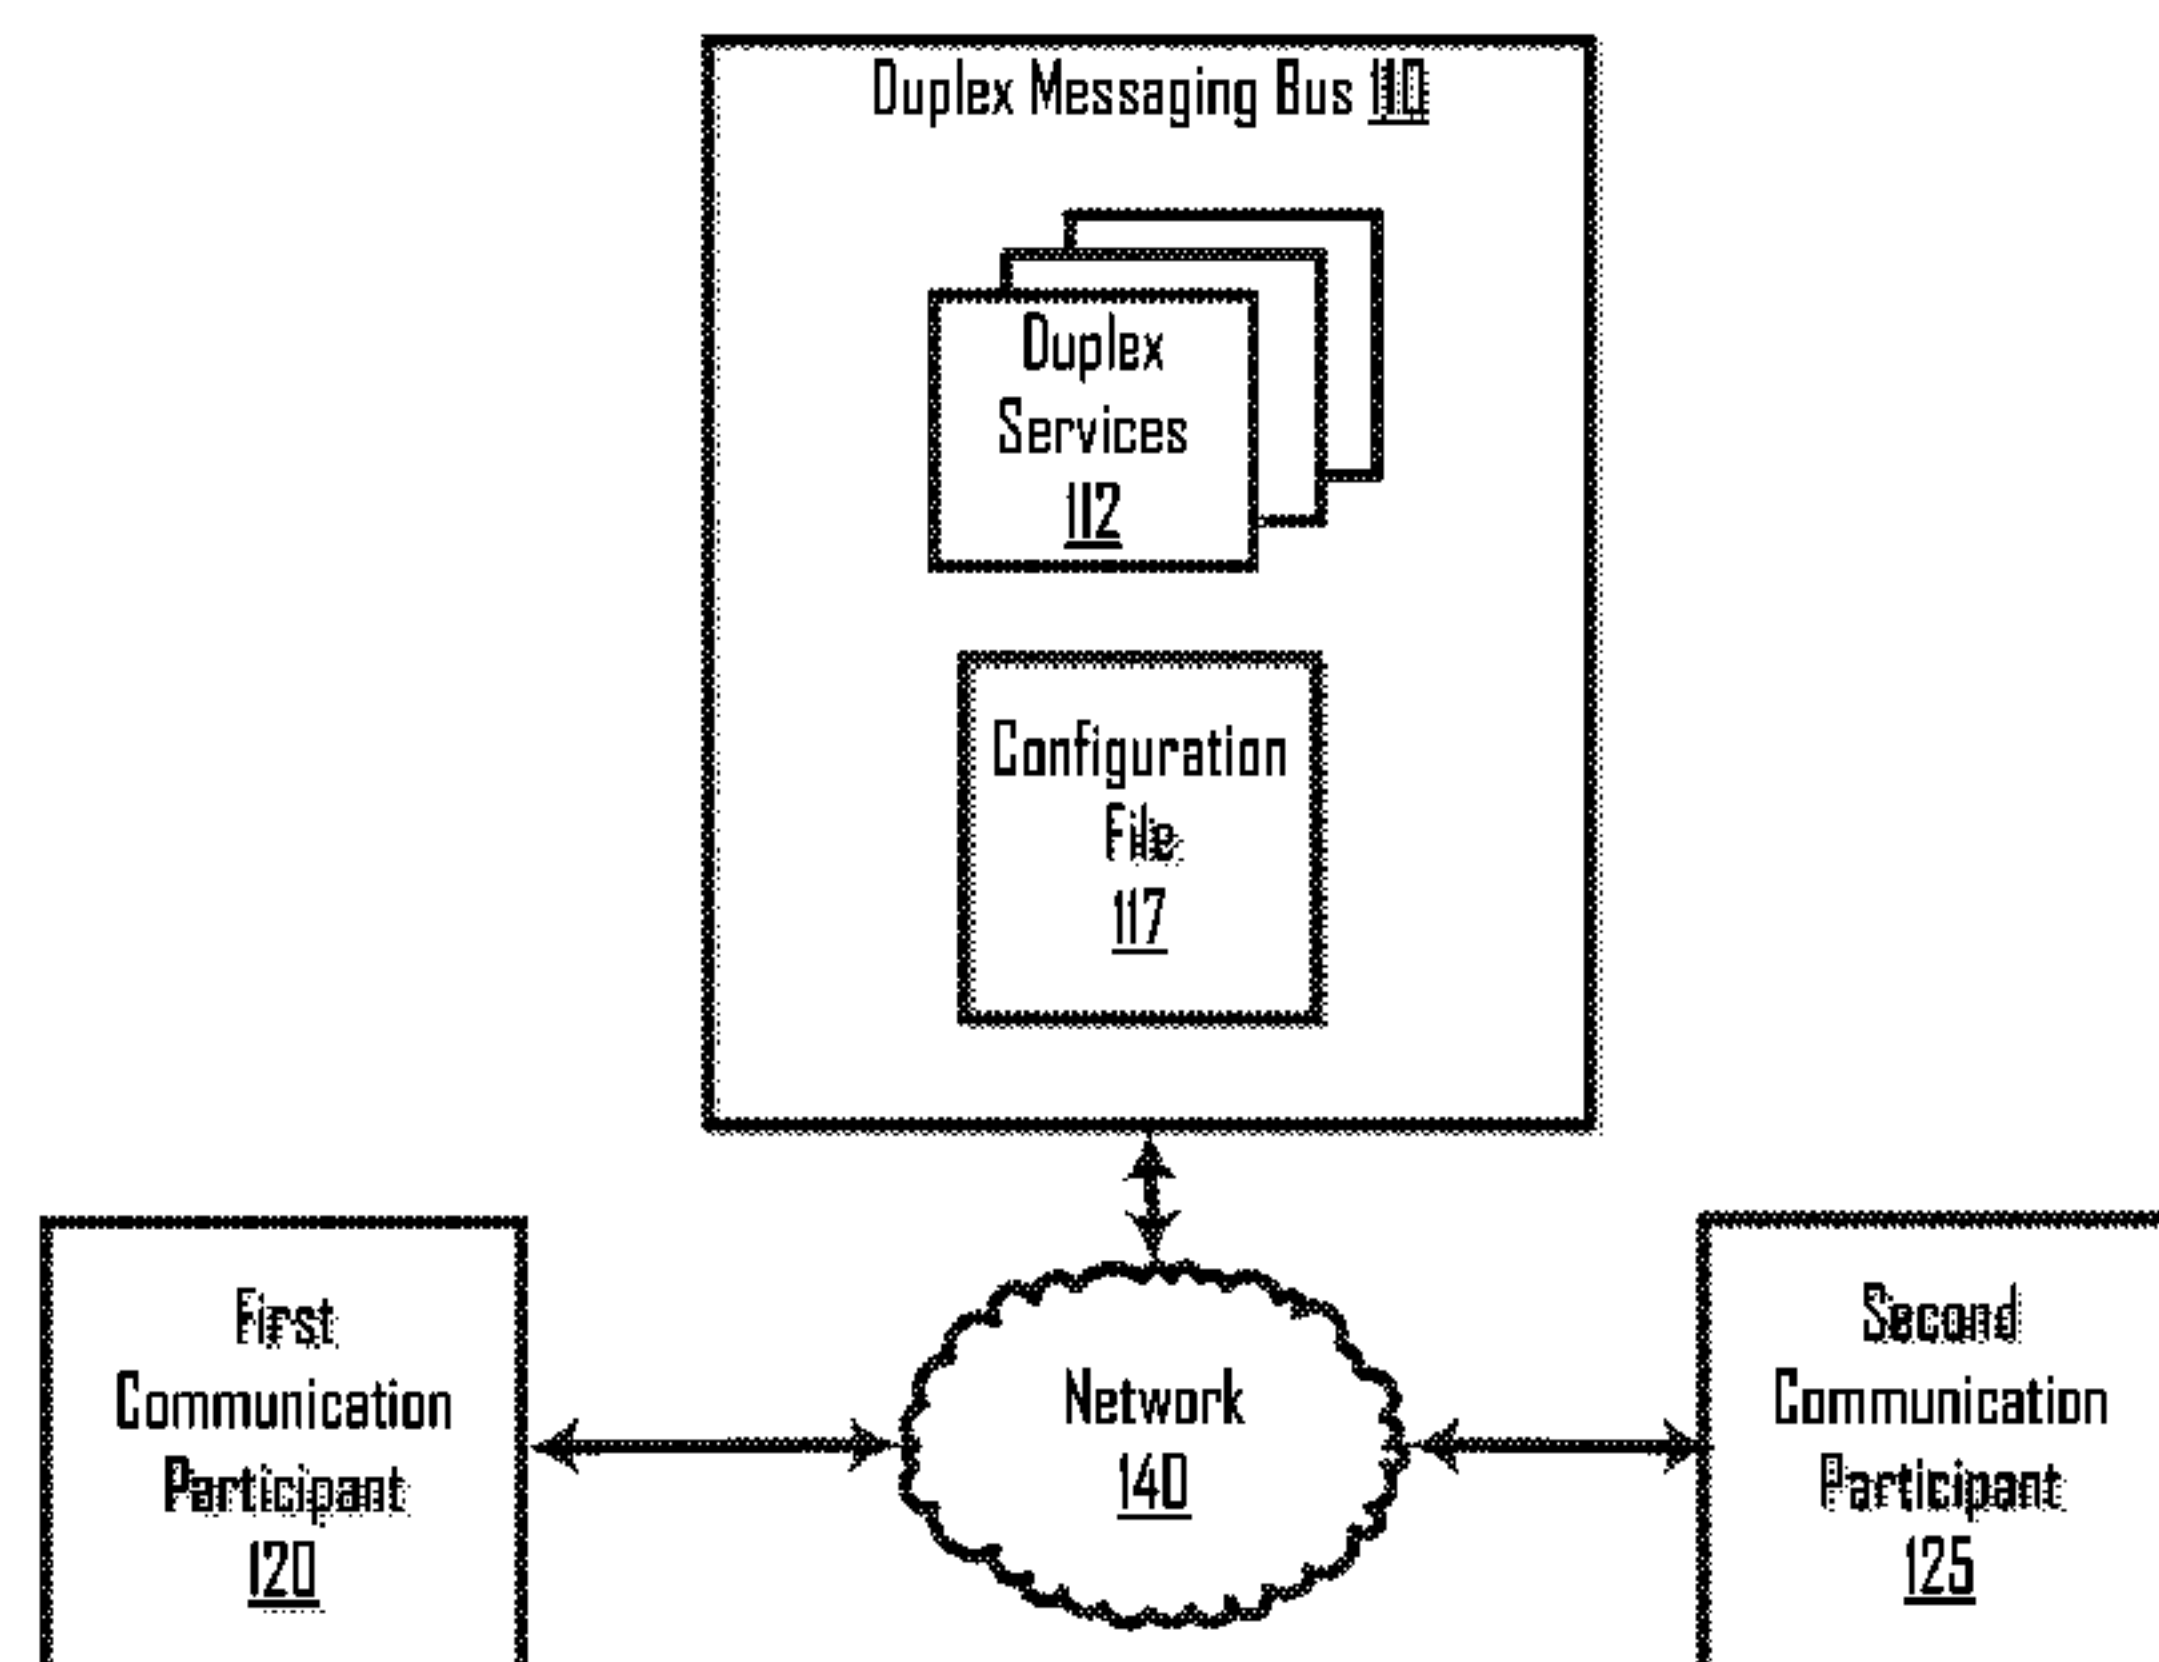 Duplex Messaging Bus 110
Duplex
Services
112
Configuration
File
117
First
Communication
Participant
120
Network
140
Second
Communication
Participant
125